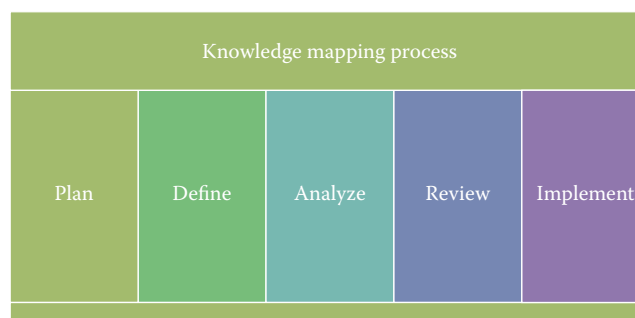 Knowledge mapping process
Plan
Define
Analyze
Review
Implement